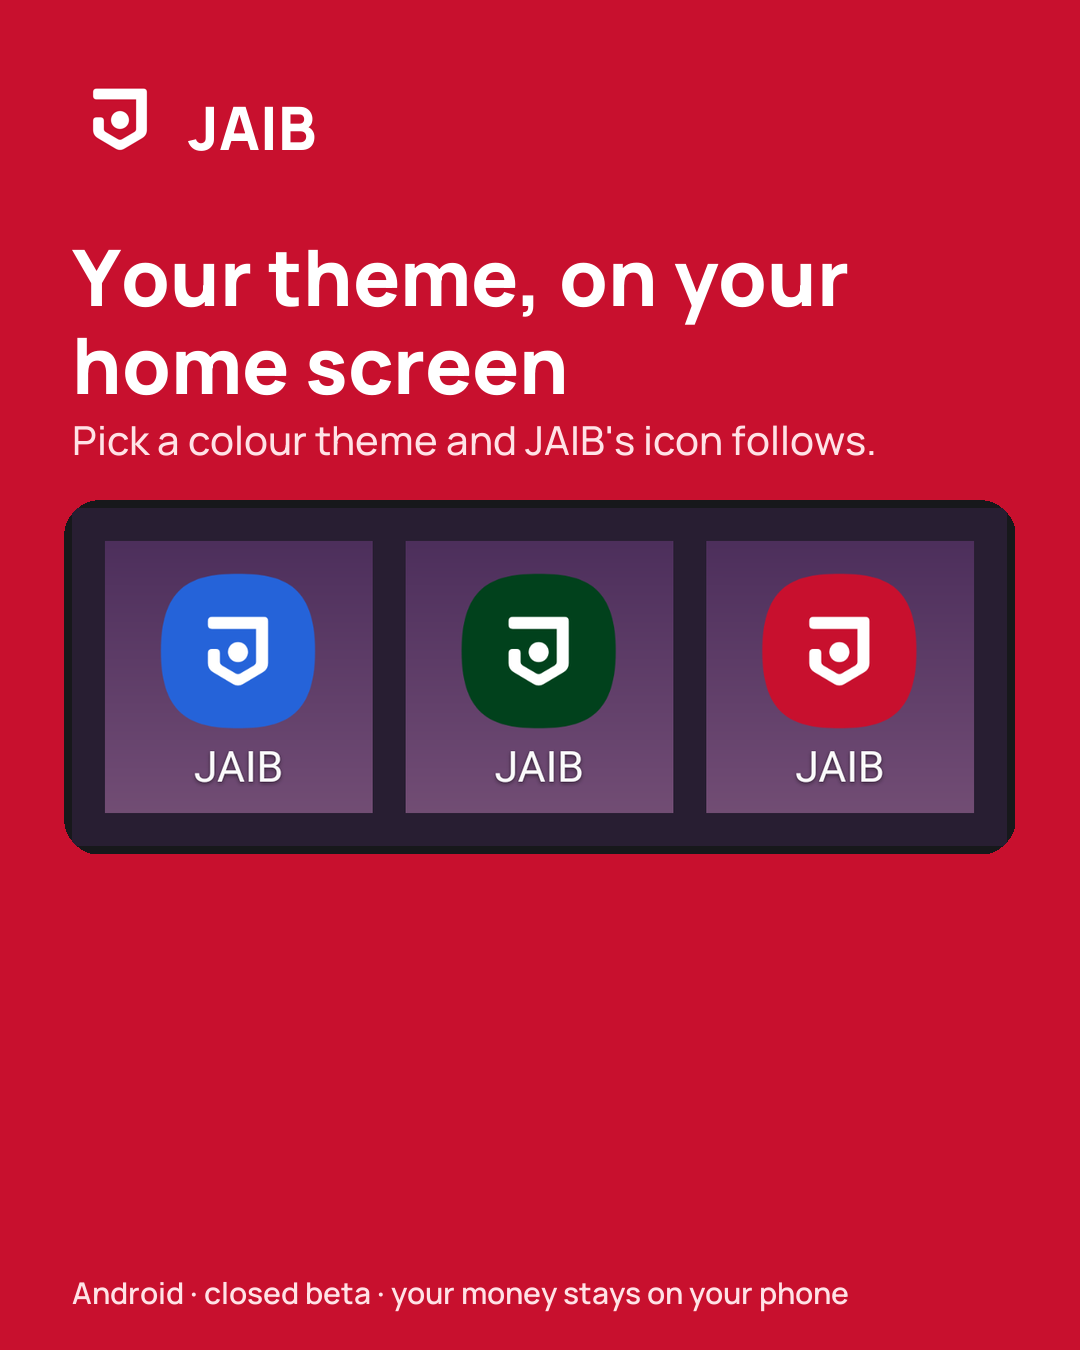 JAIB
Your theme, on your
home screen
Pick a colour theme and JAIB's icon follows.
JAIB
JAIB
JAIB
Android · closed beta · your money stays on your phone